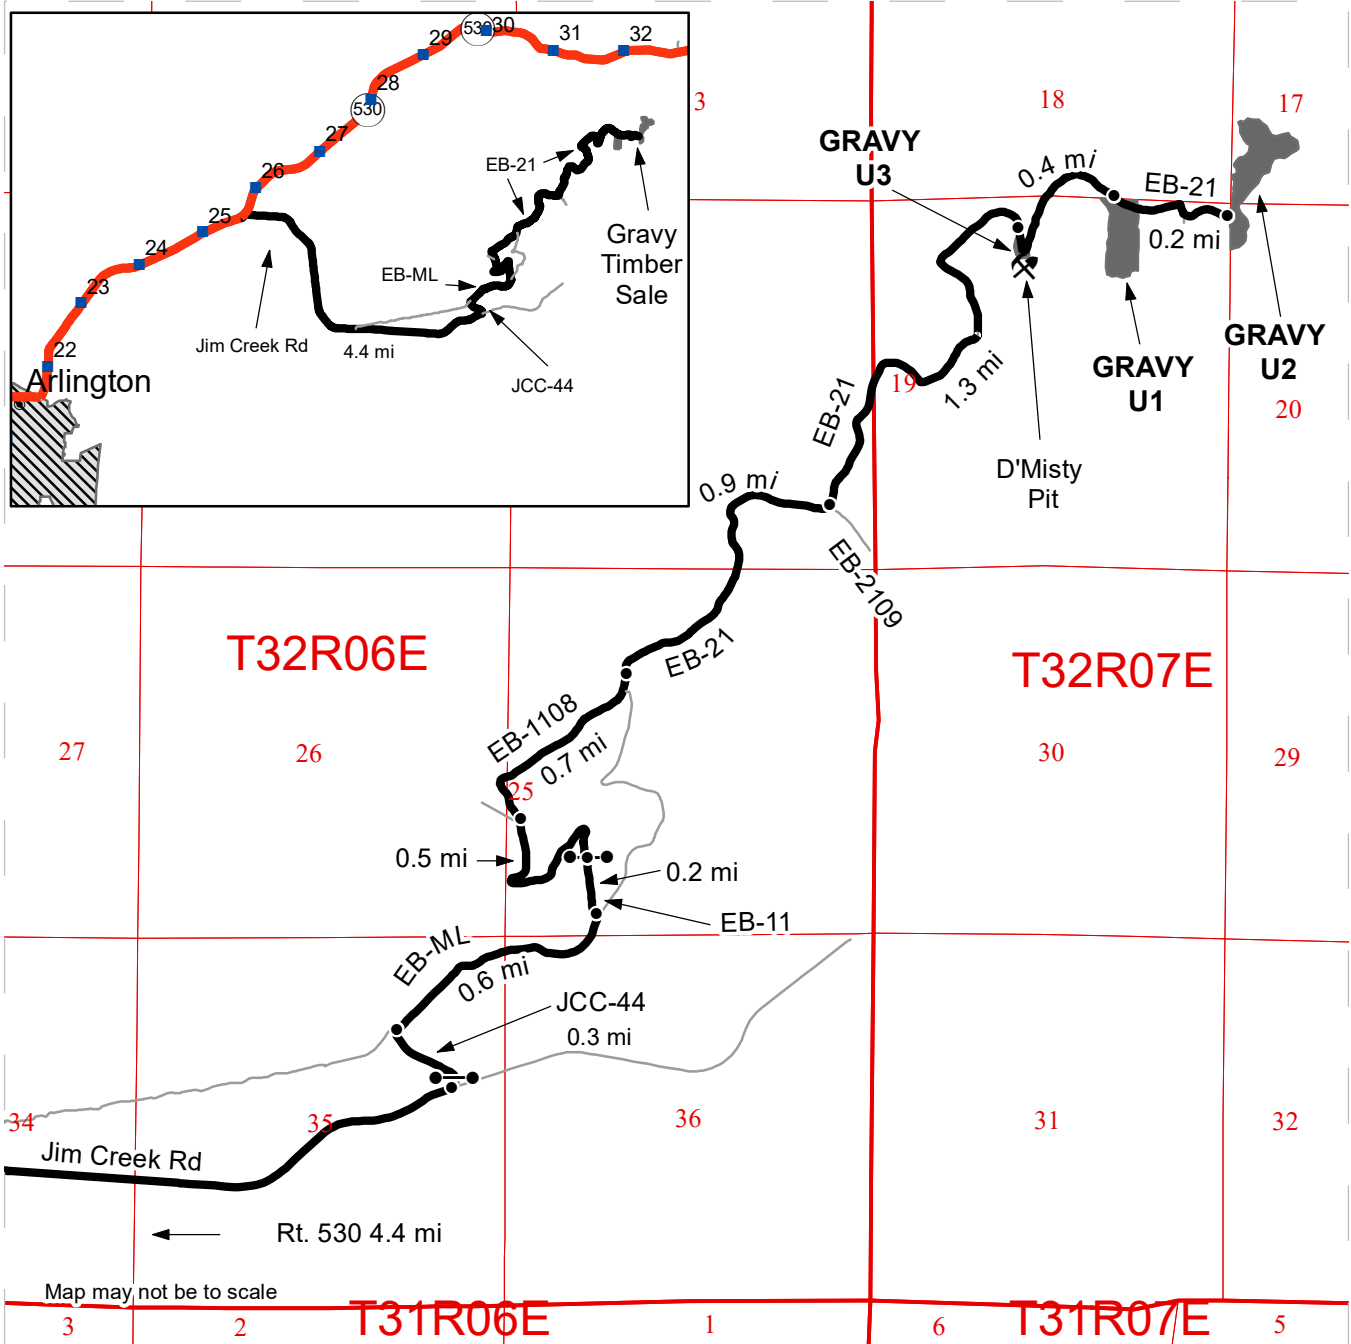 530
30
29
31
32
28
530
27
26
25
24
23
22
Arlington
EB-21
EB-ML
Jim Creek Rd
4.4 mi
JCC-44
Gravy
Timber
Sale
3
18
17
GRAVY
U3
0.4 mi
EB-21
0.2 mi
GRAVY
U2
GRAVY
U1
20
19
1.3 mi
EB-21
D'Misty
Pit
0.9 mi
EB-2109
T32R06E
EB-21
T32R07E
EB-1108
0.7 mi
27
26
25
30
29
0.5 mi
0.2 mi
EB-11
EB-ML
0.6 mi
JCC-44
0.3 mi
34
35
36
31
32
Jim Creek Rd
Rt. 530 4.4 mi
Map may not be to scale
T31R06E
T31R07E
3
2
1
6
5